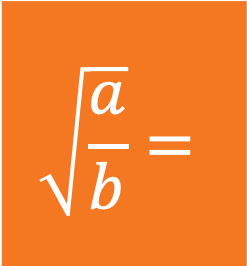 √(a/b) =